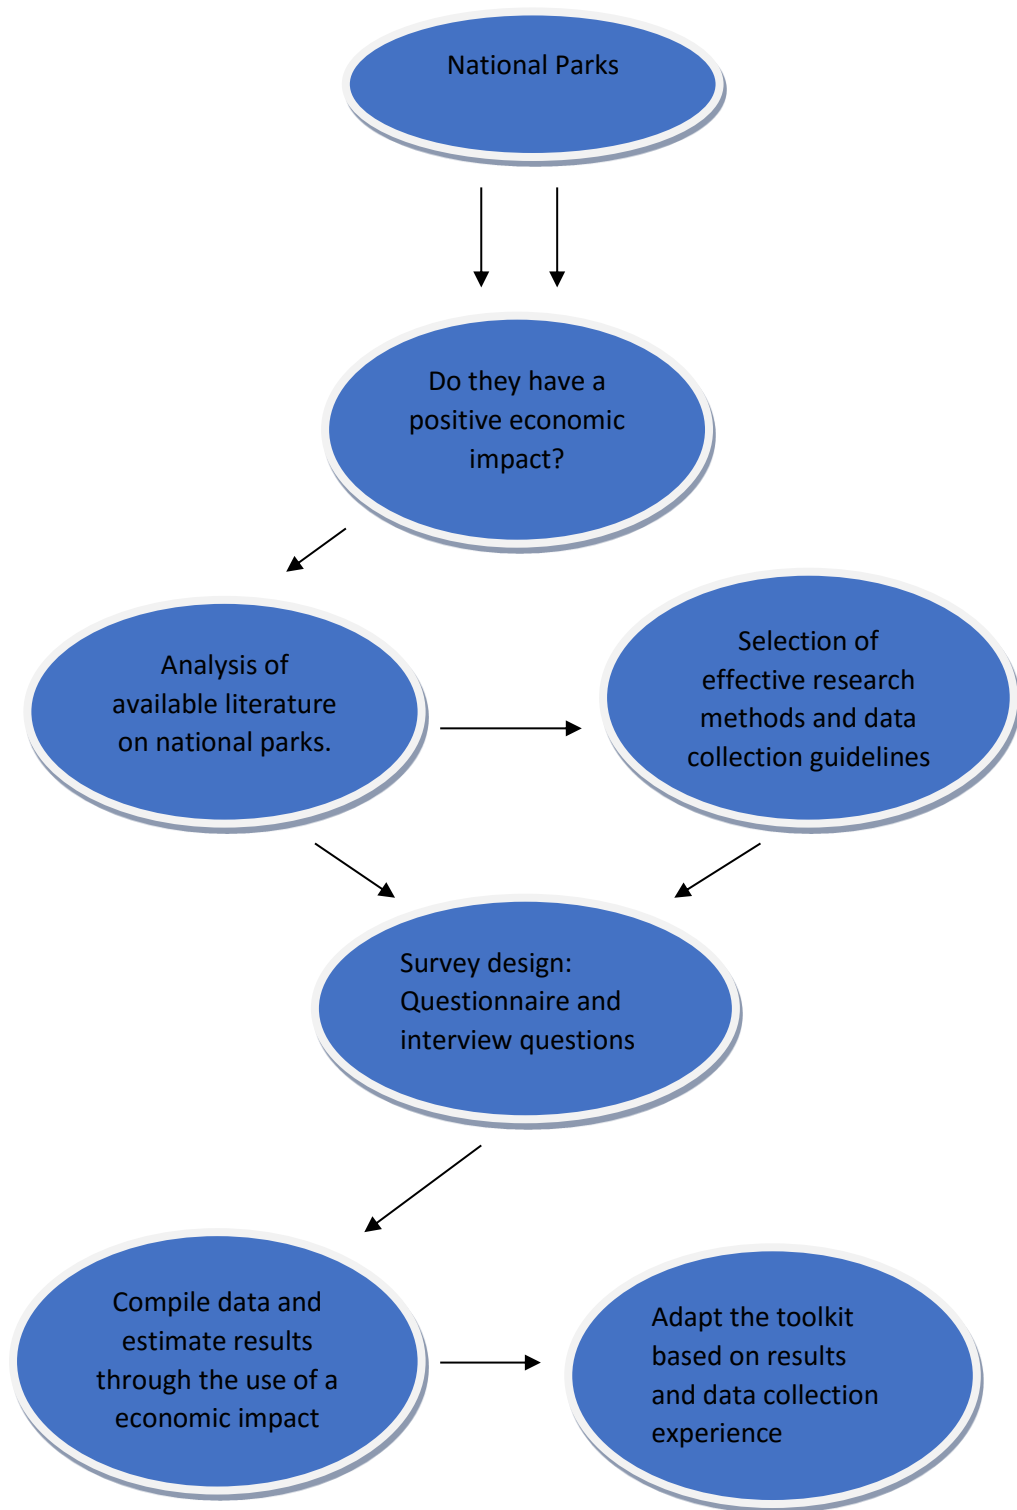 National Parks
Do they have a
positive economic
impact?
Analysis of
available literature
on national parks.
Selection of
effective research
methods and data
collection guidelines
Survey design:
Questionnaire and
interview questions
Compile data and
estimate results
through the use of a
economic impact
Adapt the toolkit
based on results
and data collection
experience